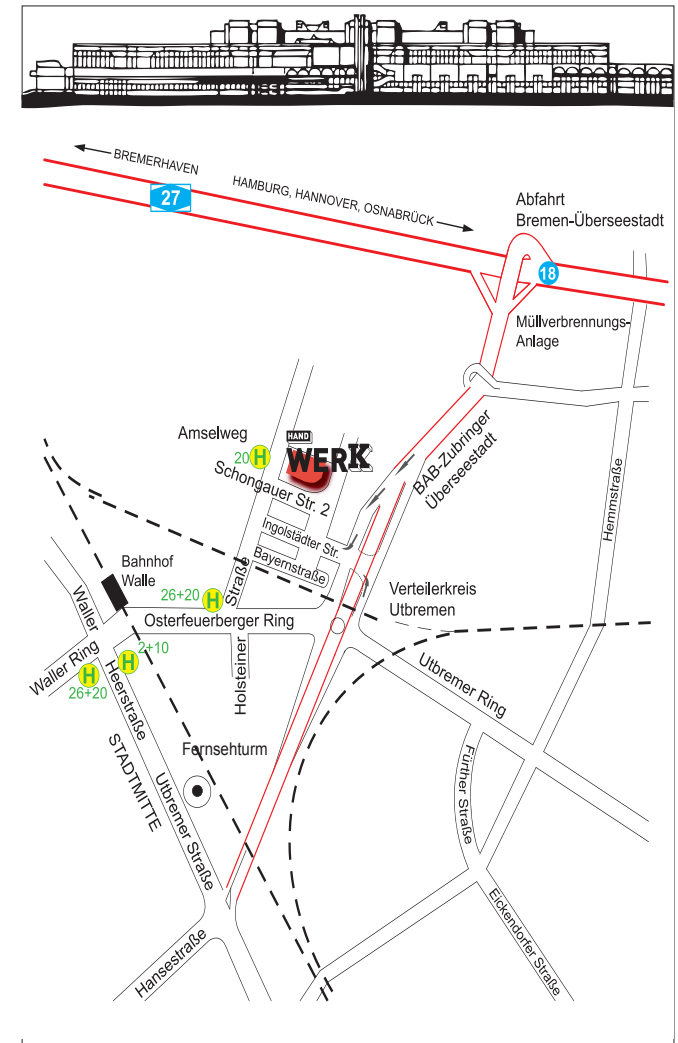 BREMERHAVEN
HAMBURG, HANNOVER, OSNABRÜCK
27
Abfahrt
Bremen-Überseestadt
18
Müllverbrennungs-
Anlage
BAB-Zubringer
Überseestadt
Hemmstraße
Amselweg
20 H
HAND
WERK
Schongauer Str. 2
Ingolstädter Str.
Bayernstraße
Bahnhof
Walle
26+20 H
Verteilerkreis
Utbremen
Osterfeuerberger Ring
Holsteiner Straße
Waller Heerstraße
Waller Ring
H 2+10
H
26+20
Utbremer Ring
STADTMITTE
Fernsehturm
Utbremer Straße
Fürther Straße
Eickendorfer Straße
Hansestraße